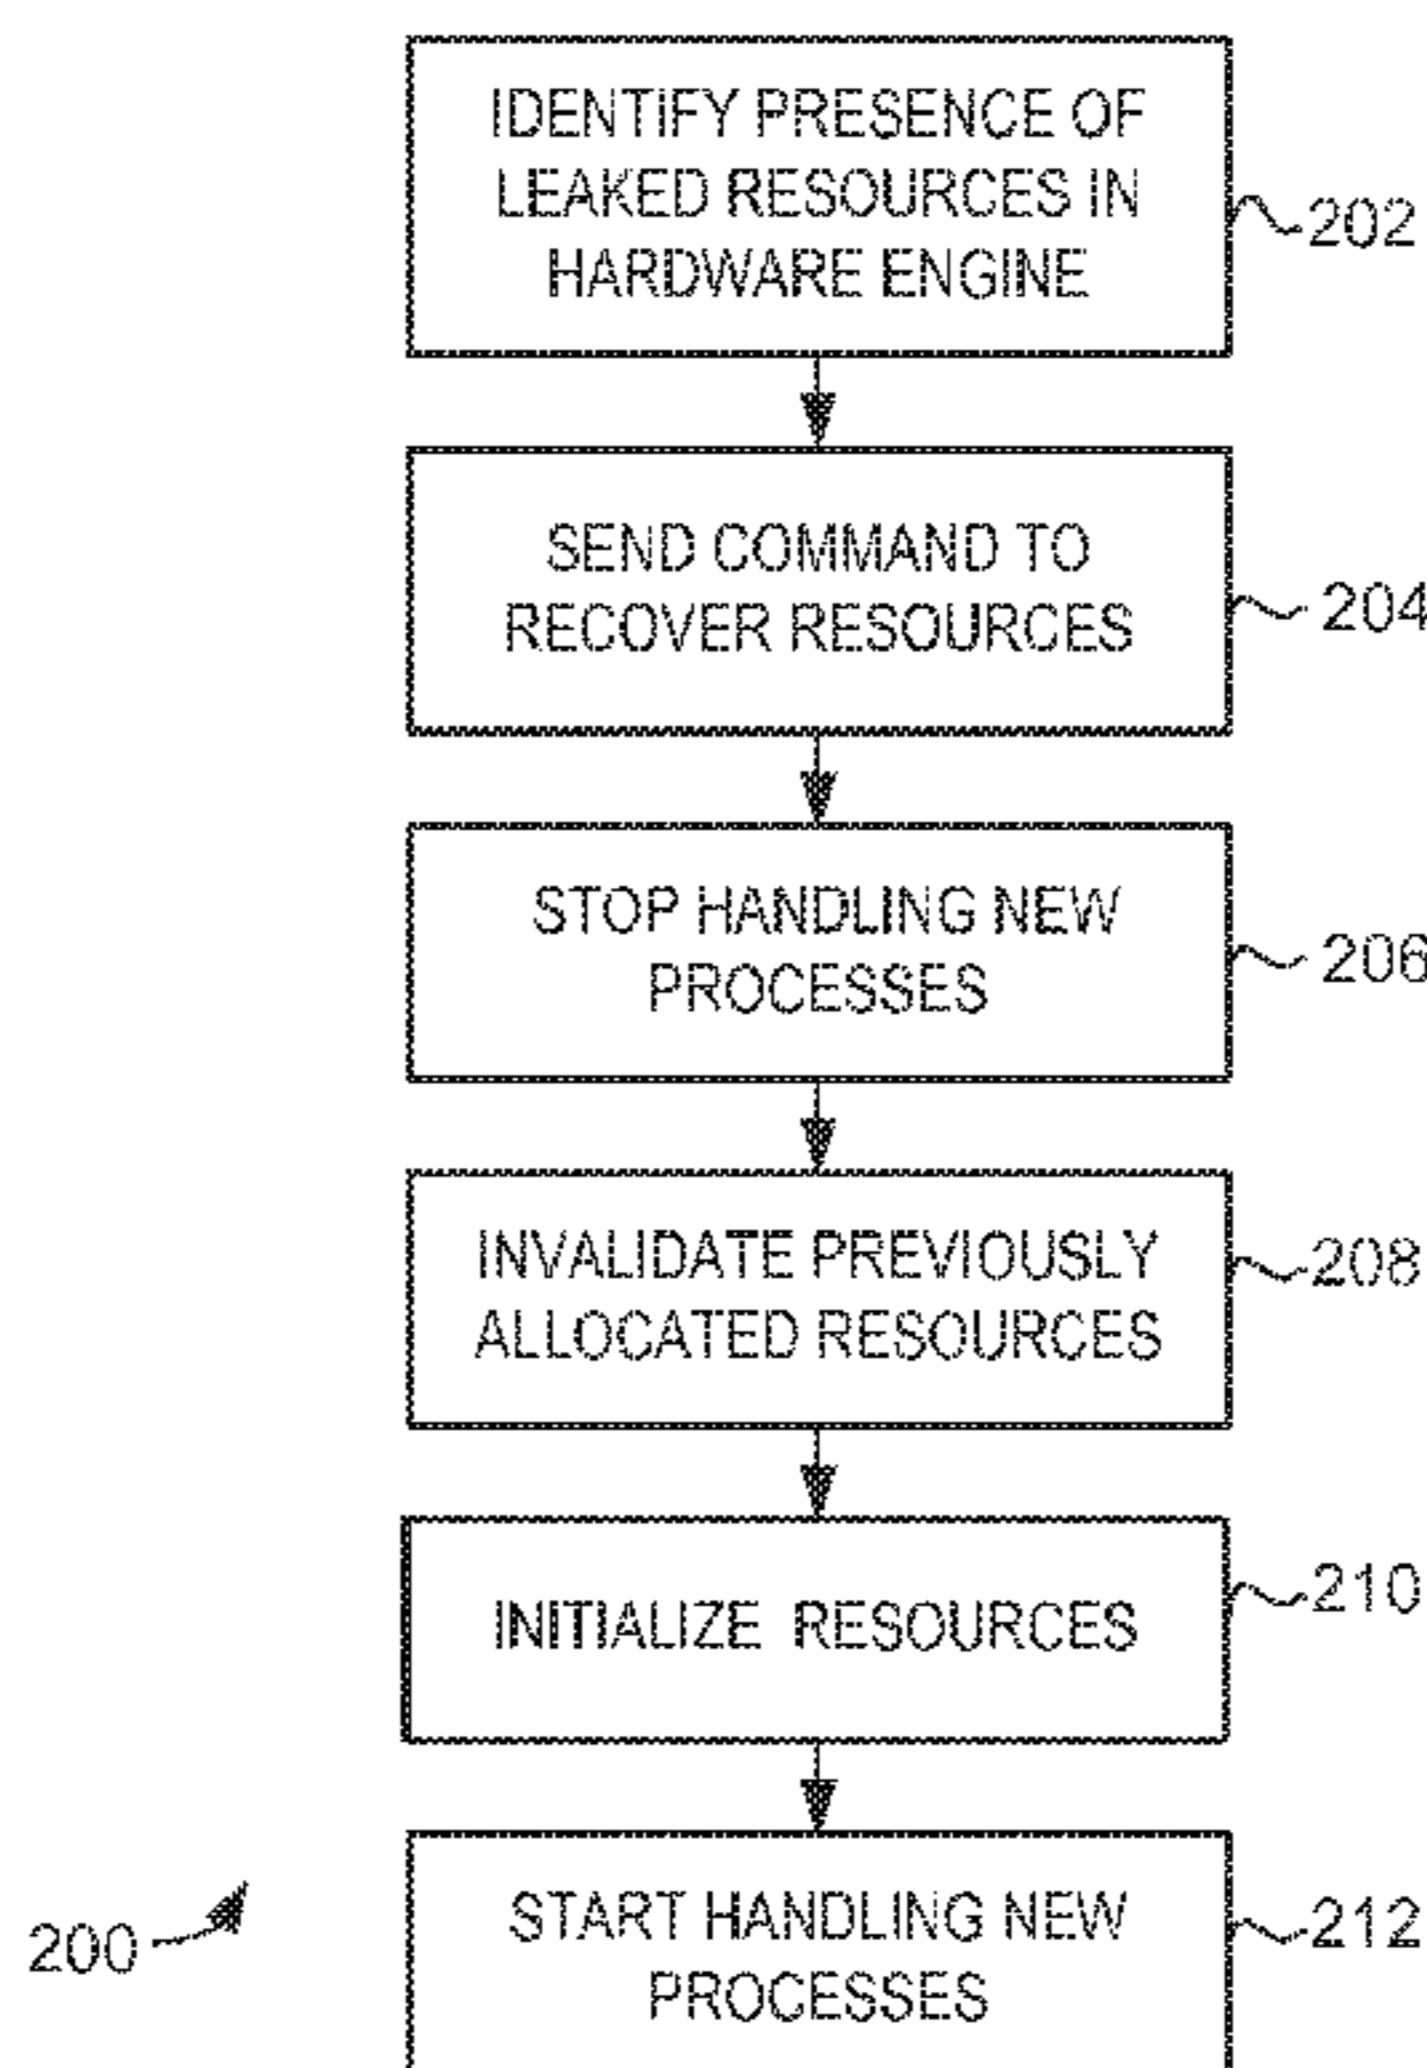 IDENTIFY PRESENCE OF
LEAKED RESOURCES IN
HARDWARE ENGINE
202
SEND COMMAND TO
RECOVER RESOURCES
204
STOP HANDLING NEW
PROCESSES
206
INVALIDATE PREVIOUSLY
ALLOCATED RESOURCES
208
INITIALIZE RESOURCES
210
START HANDLING NEW
PROCESSES
212
200